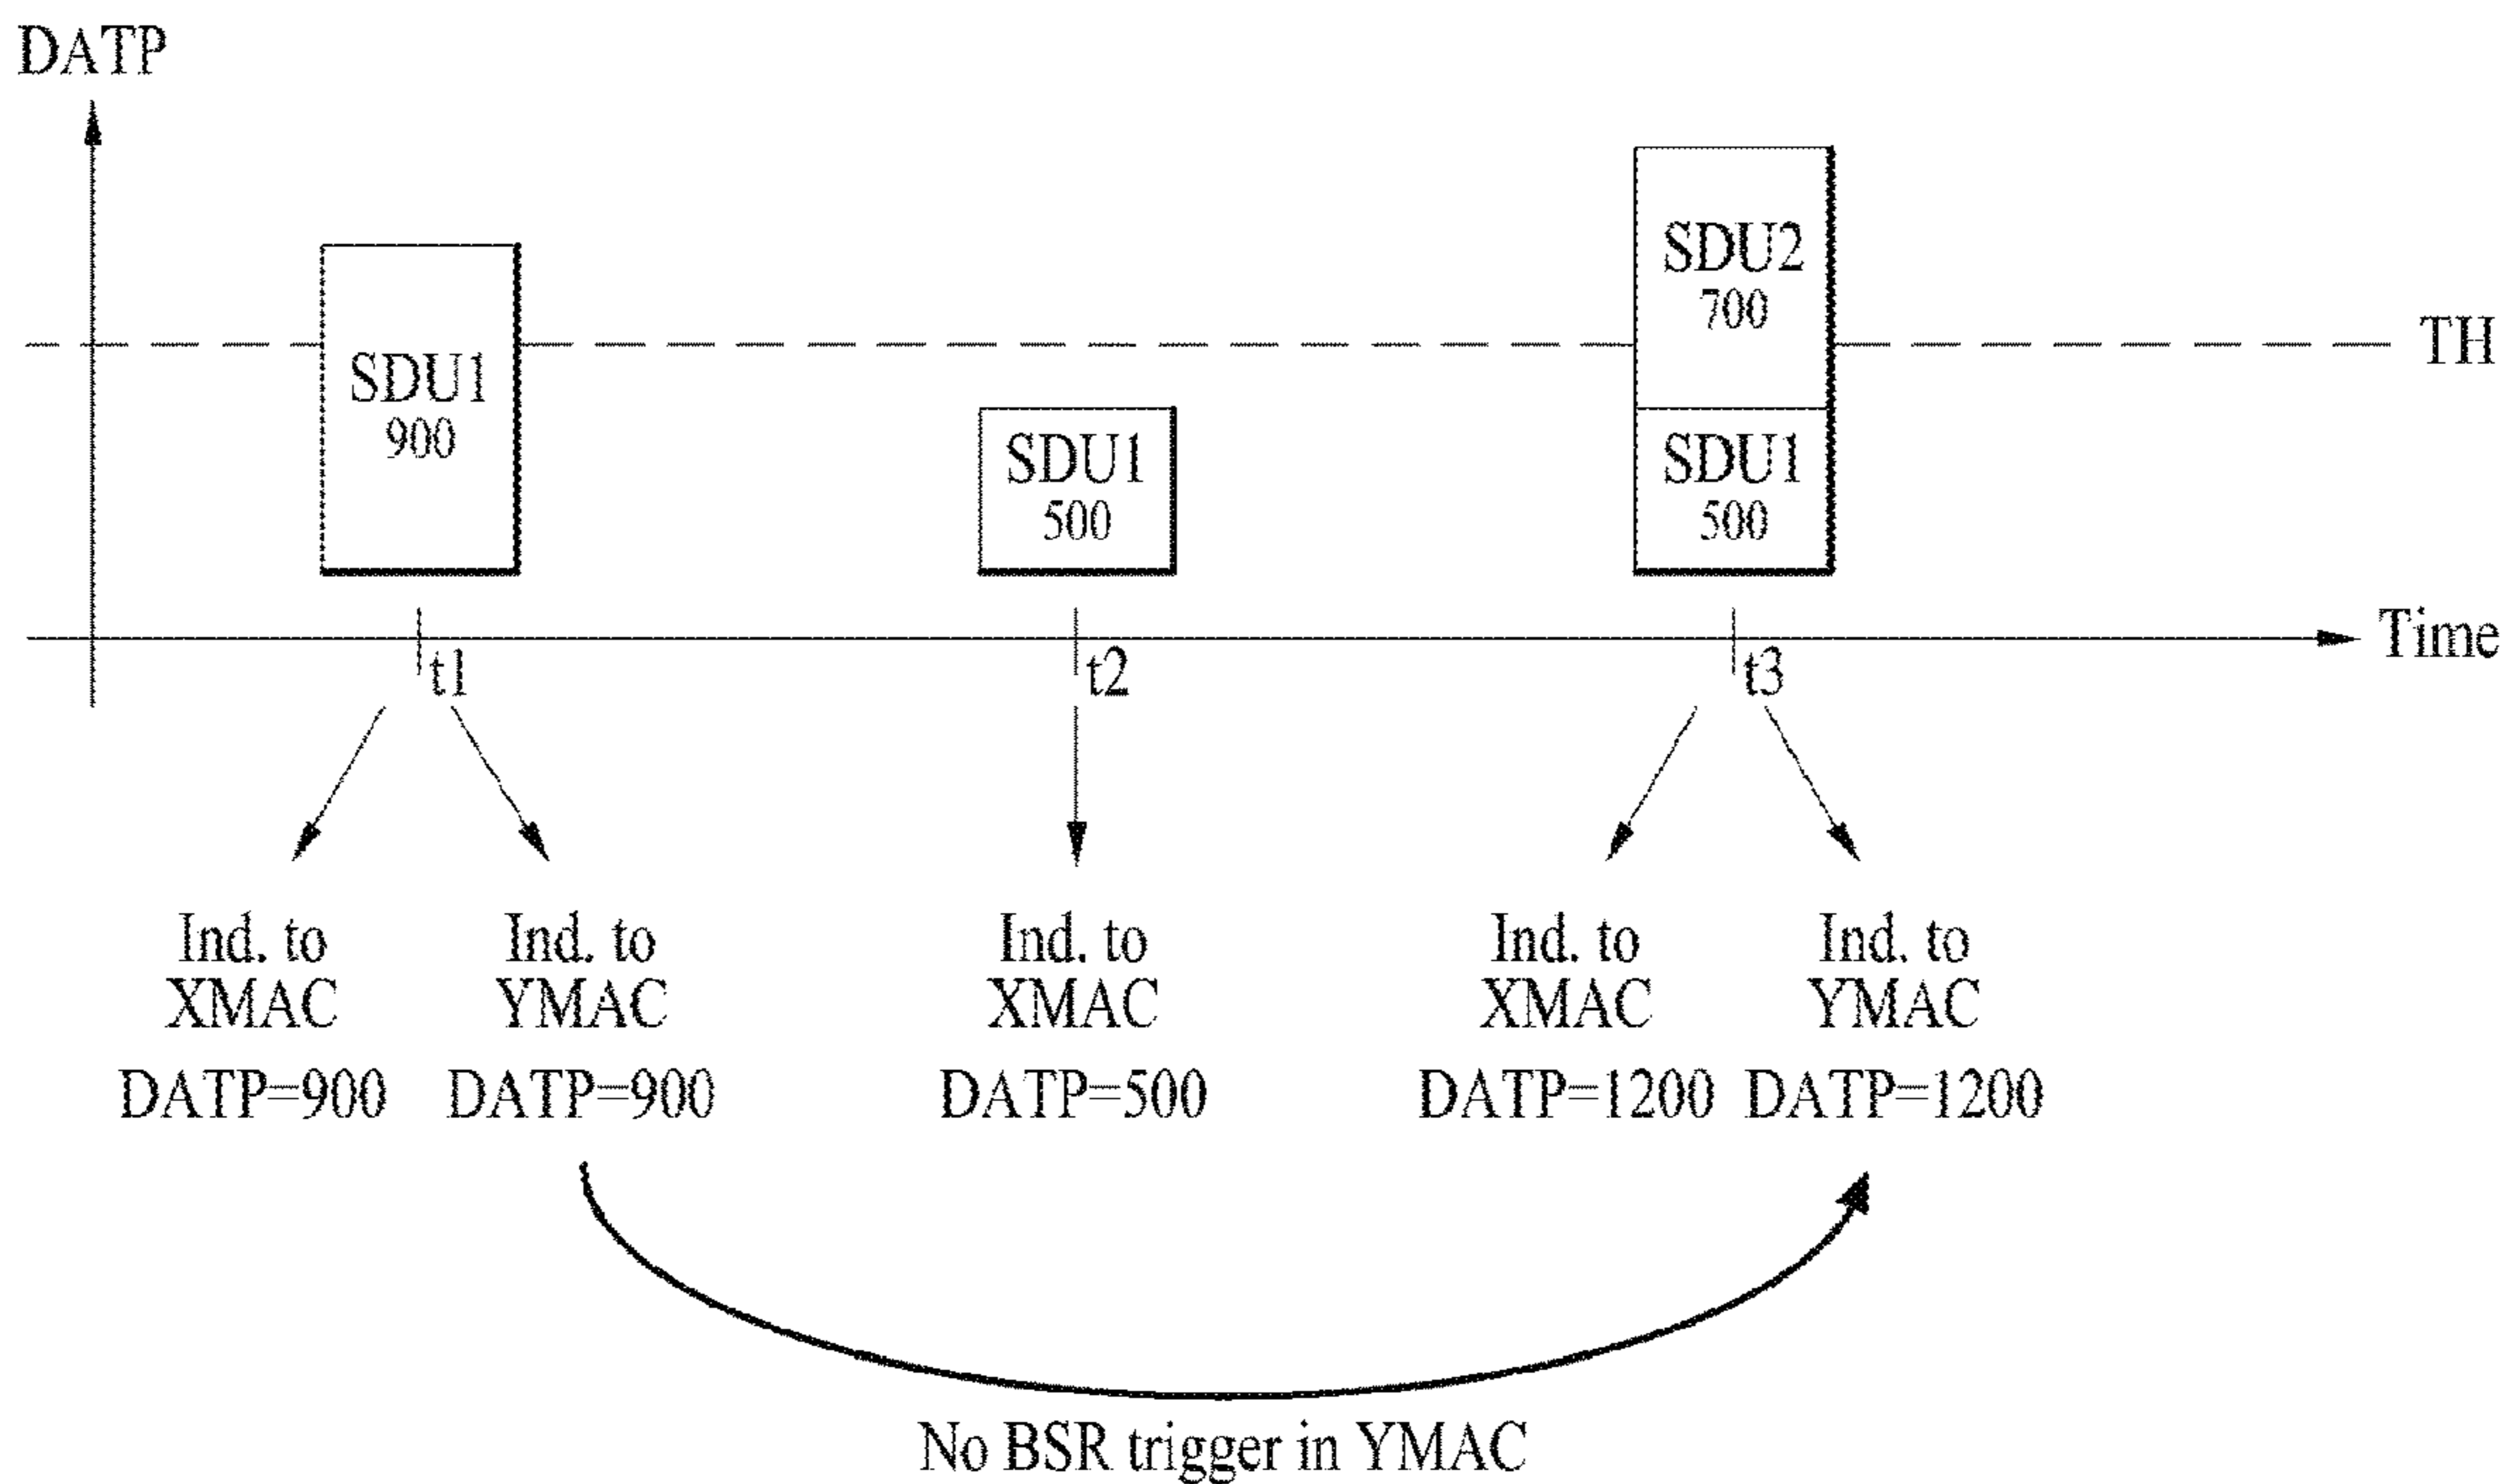 DATP
SDU1
900
SDU1
500
SDU2
700
SDU1
500
TH
Time
t1
t2
t3
Ind. to
XMAC
DATP=900
Ind. to
YMAC
DATP=900
Ind. to
XMAC
DATP=500
Ind. to
XMAC
DATP=1200
Ind. to
YMAC
DATP=1200
No BSR trigger in YMAC